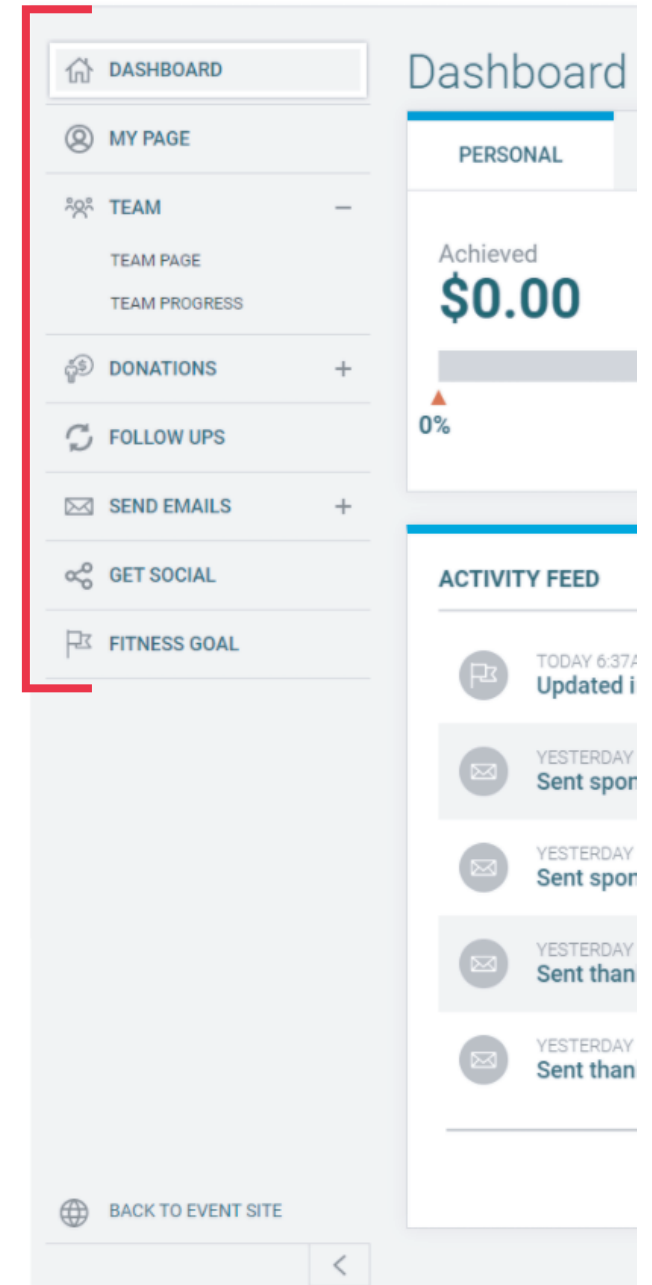 DASHBOARD
MY PAGE
TEAM
TEAM PAGE
TEAM PROGRESS
DONATIONS
FOLLOW UPS
SEND EMAILS
GET SOCIAL
FITNESS GOAL
BACK TO EVENT SITE
Dashboard
PERSONAL
Achieved
$0.00
0%
ACTIVITY FEED
TODAY 6:37A
Updated i
YESTERDAY
Sent spon
YESTERDAY
Sent spon
YESTERDAY
Sent than
YESTERDAY
Sent than